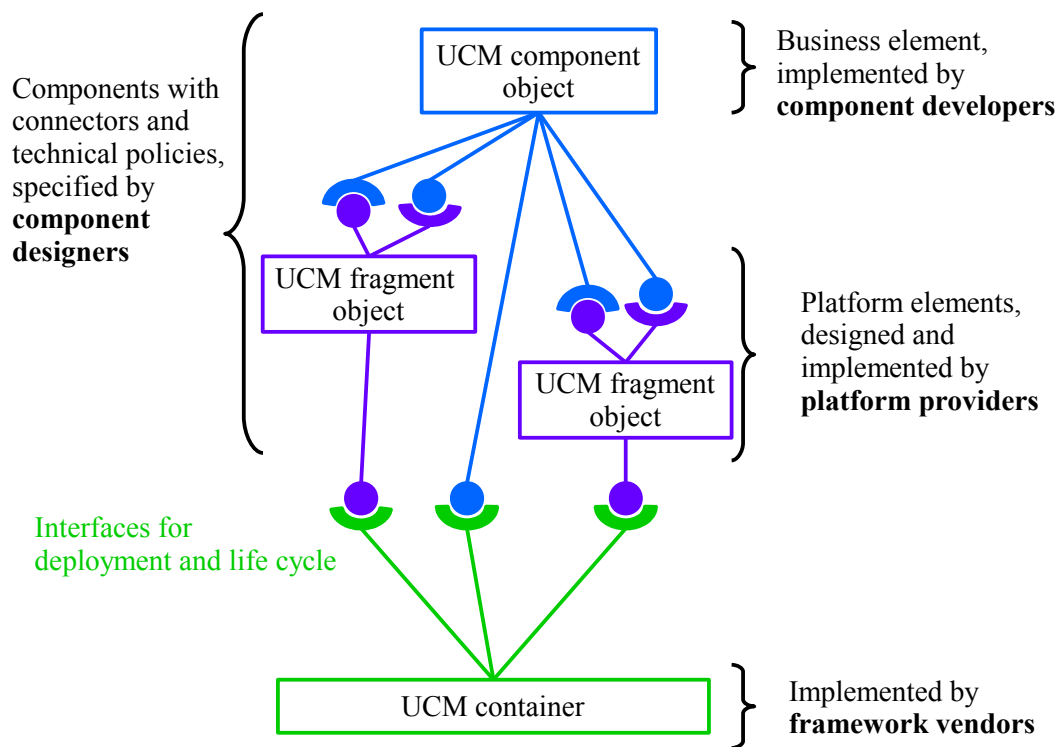 UCM component
object
Business element,
implemented by
component developers
Components with
connectors and
technical policies,
specified by
component
designers
UCM fragment
object
Platform elements,
designed and
implemented by
platform providers
UCM fragment
object
Interfaces for
deployment and life cycle
UCM container
Implemented by
framework vendors